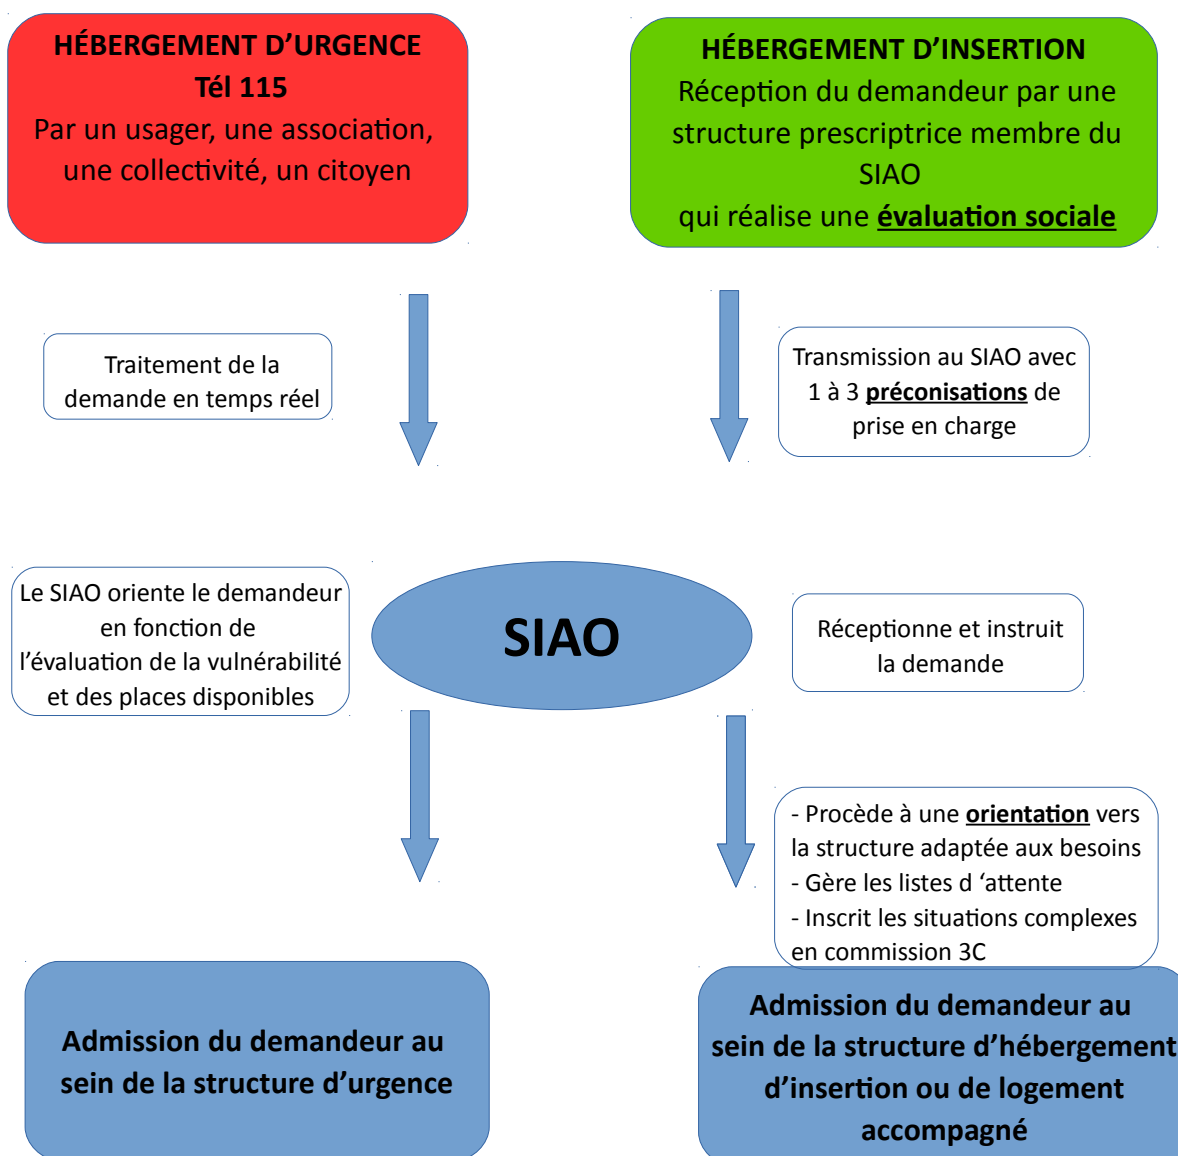 HÉBERGEMENT D’URGENCE
Tél 115
Par un usager, une association,
une collectivité, un citoyen
HÉBERGEMENT D’INSERTION
Réception du demandeur par une
structure prescriptrice membre du
SIAO
qui réalise une évaluation sociale
Traitement de la
demande en temps réel
Transmission au SIAO avec
1 à 3 préconisations de
prise en charge
Le SIAO oriente le demandeur
en fonction de
l’évaluation de la vulnérabilité
et des places disponibles
SIAO
Réceptionne et instruit
la demande
- Procède à une orientation vers
la structure adaptée aux besoins
- Gère les listes d ‘attente
- Inscrit les situations complexes
en commission 3C
Admission du demandeur au
sein de la structure d’urgence
Admission du demandeur au
sein de la structure d’hébergement
d’insertion ou de logement
accompagné